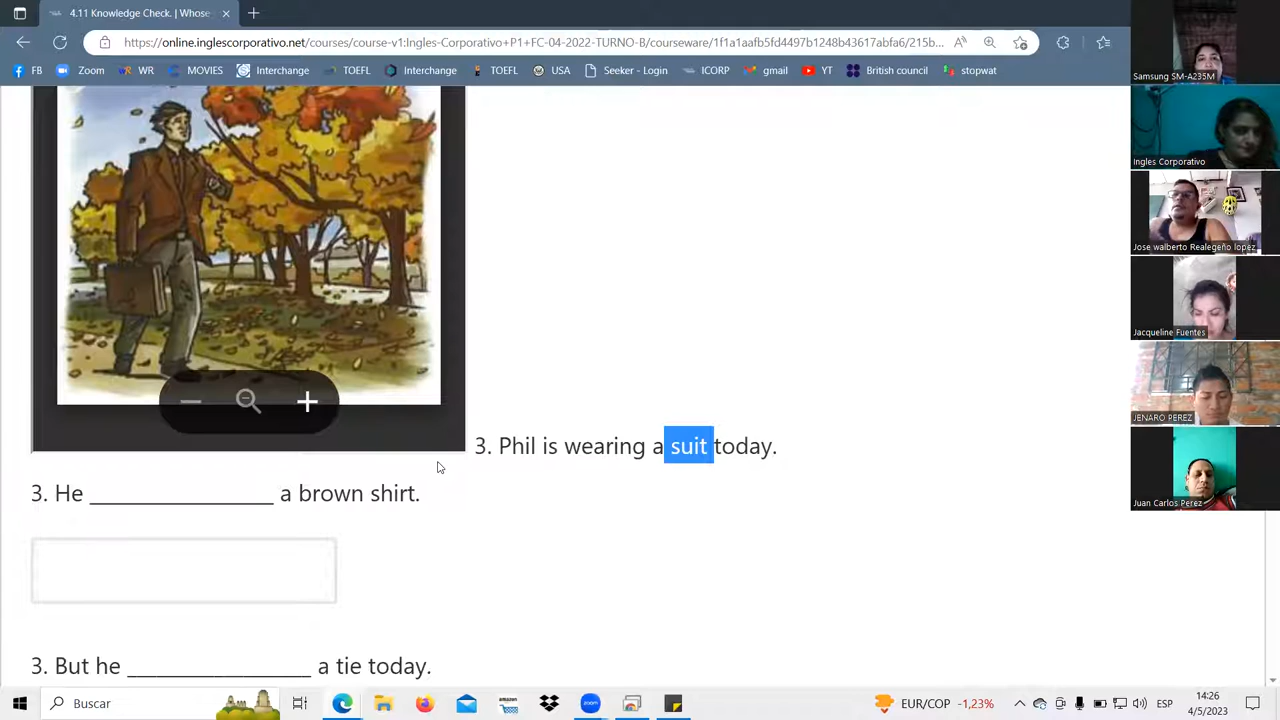 4.11 Knowledge Check. | Whose
https://online.inglescorporativo.net/courses/course-v1:Ingles-Corporativo+P1+FC-04-2022-TURNO-B/courseware/1f1a1aafb5fd4497b1248b43617abfa6/215b...
FB Zoom WR MOVIES Interchange TOEFL Interchange TOEFL USA Seeker - Login ICORP gmail YT British council stopwat
Samsung SM-A235M
Ingles Corporativo
Jose walberto Realegeño lopez
Jacqueline Fuentes
JENARO PEREZ
Juan Carlos Perez
3. Phil is wearing a suit today.
3. He ______________ a brown shirt.
3. But he ______________ a tie today.
Buscar
amazon
zoom
EUR/COP -1,23%
ESP
14:26
4/5/2023